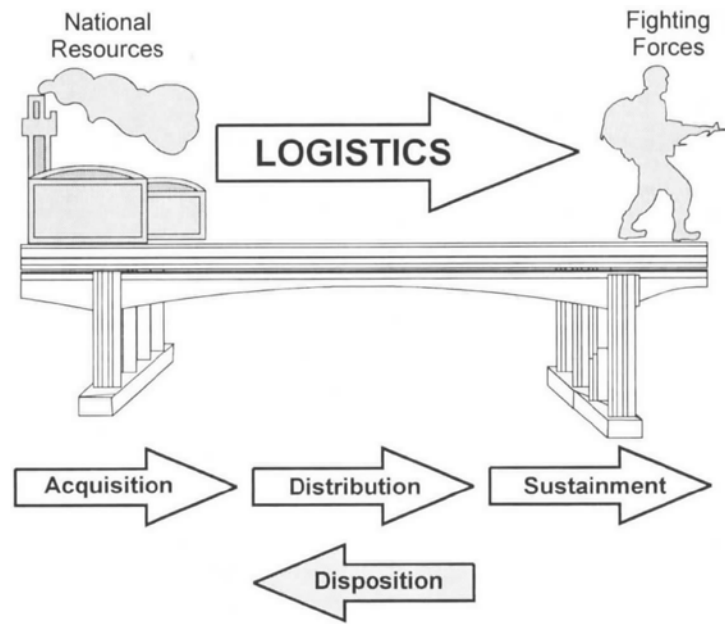 National
Resources
Fighting
Forces
LOGISTICS
Acquisition
Distribution
Sustainment
Disposition